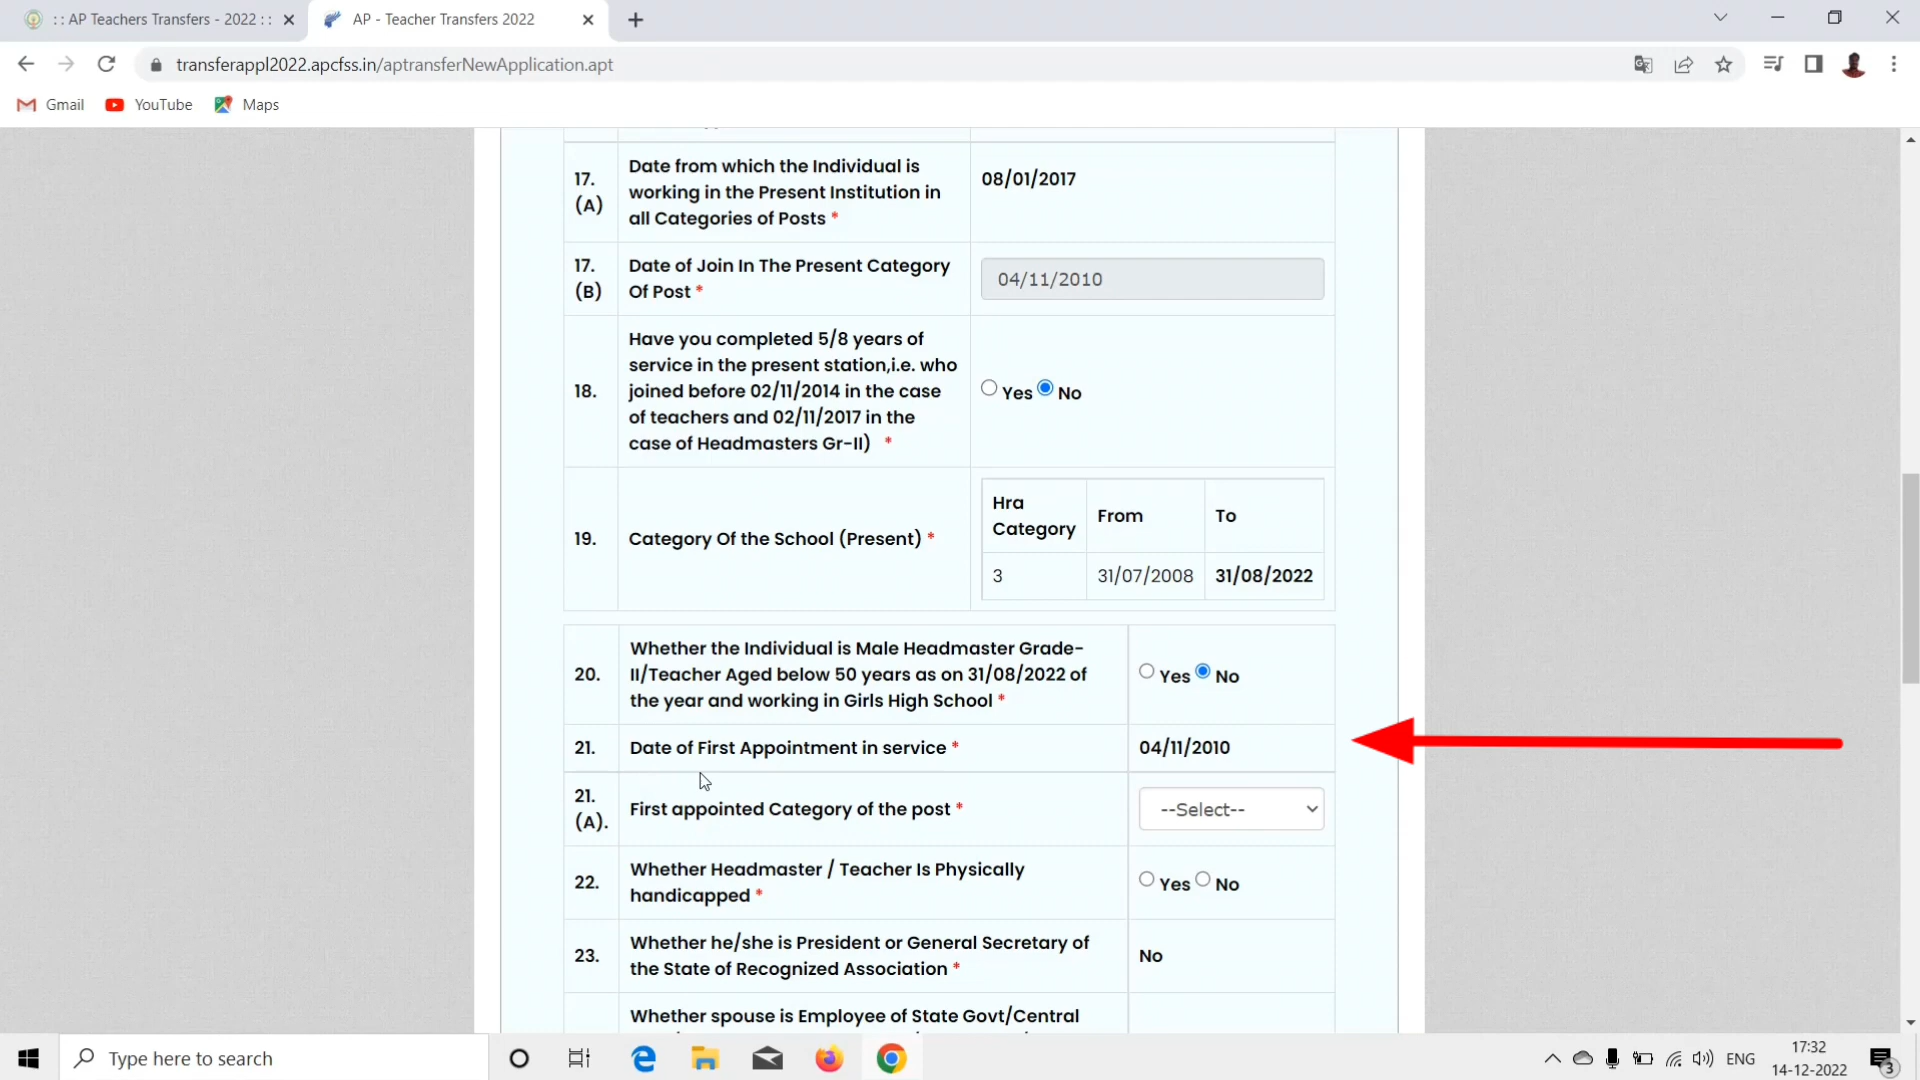 : : AP Teachers Transfers - 2022 : :
AP - Teacher Transfers 2022
transferappl2022.apcfss.in/aptransferNewApplication.apt
Gmail
YouTube
Maps
17.
(A)
Date from which the Individual is
working in the Present Institution in
all Categories of Posts *
08/01/2017
17.
(B)
Date of Join In The Present Category
Of Post *
04/11/2010
18.
Have you completed 5/8 years of
service in the present station,i.e. who
joined before 02/11/2014 in the case
of teachers and 02/11/2017 in the
case of Headmasters Gr-II) *
Yes No
19.
Category Of the School (Present) *
Hra
Category
From
To
3
31/07/2008
31/08/2022
20.
Whether the Individual is Male Headmaster Grade-
II/Teacher Aged below 50 years as on 31/08/2022 of
the year and working in Girls High School *
Yes No
21.
Date of First Appointment in service *
04/11/2010
21.
(A).
First appointed Category of the post *
--Select--
22.
Whether Headmaster / Teacher Is Physically
handicapped *
Yes No
23.
Whether he/she is President or General Secretary of
the State of Recognized Association *
No
Whether spouse is Employee of State Govt/Central
Type here to search
ENG
17:32
14-12-2022
3